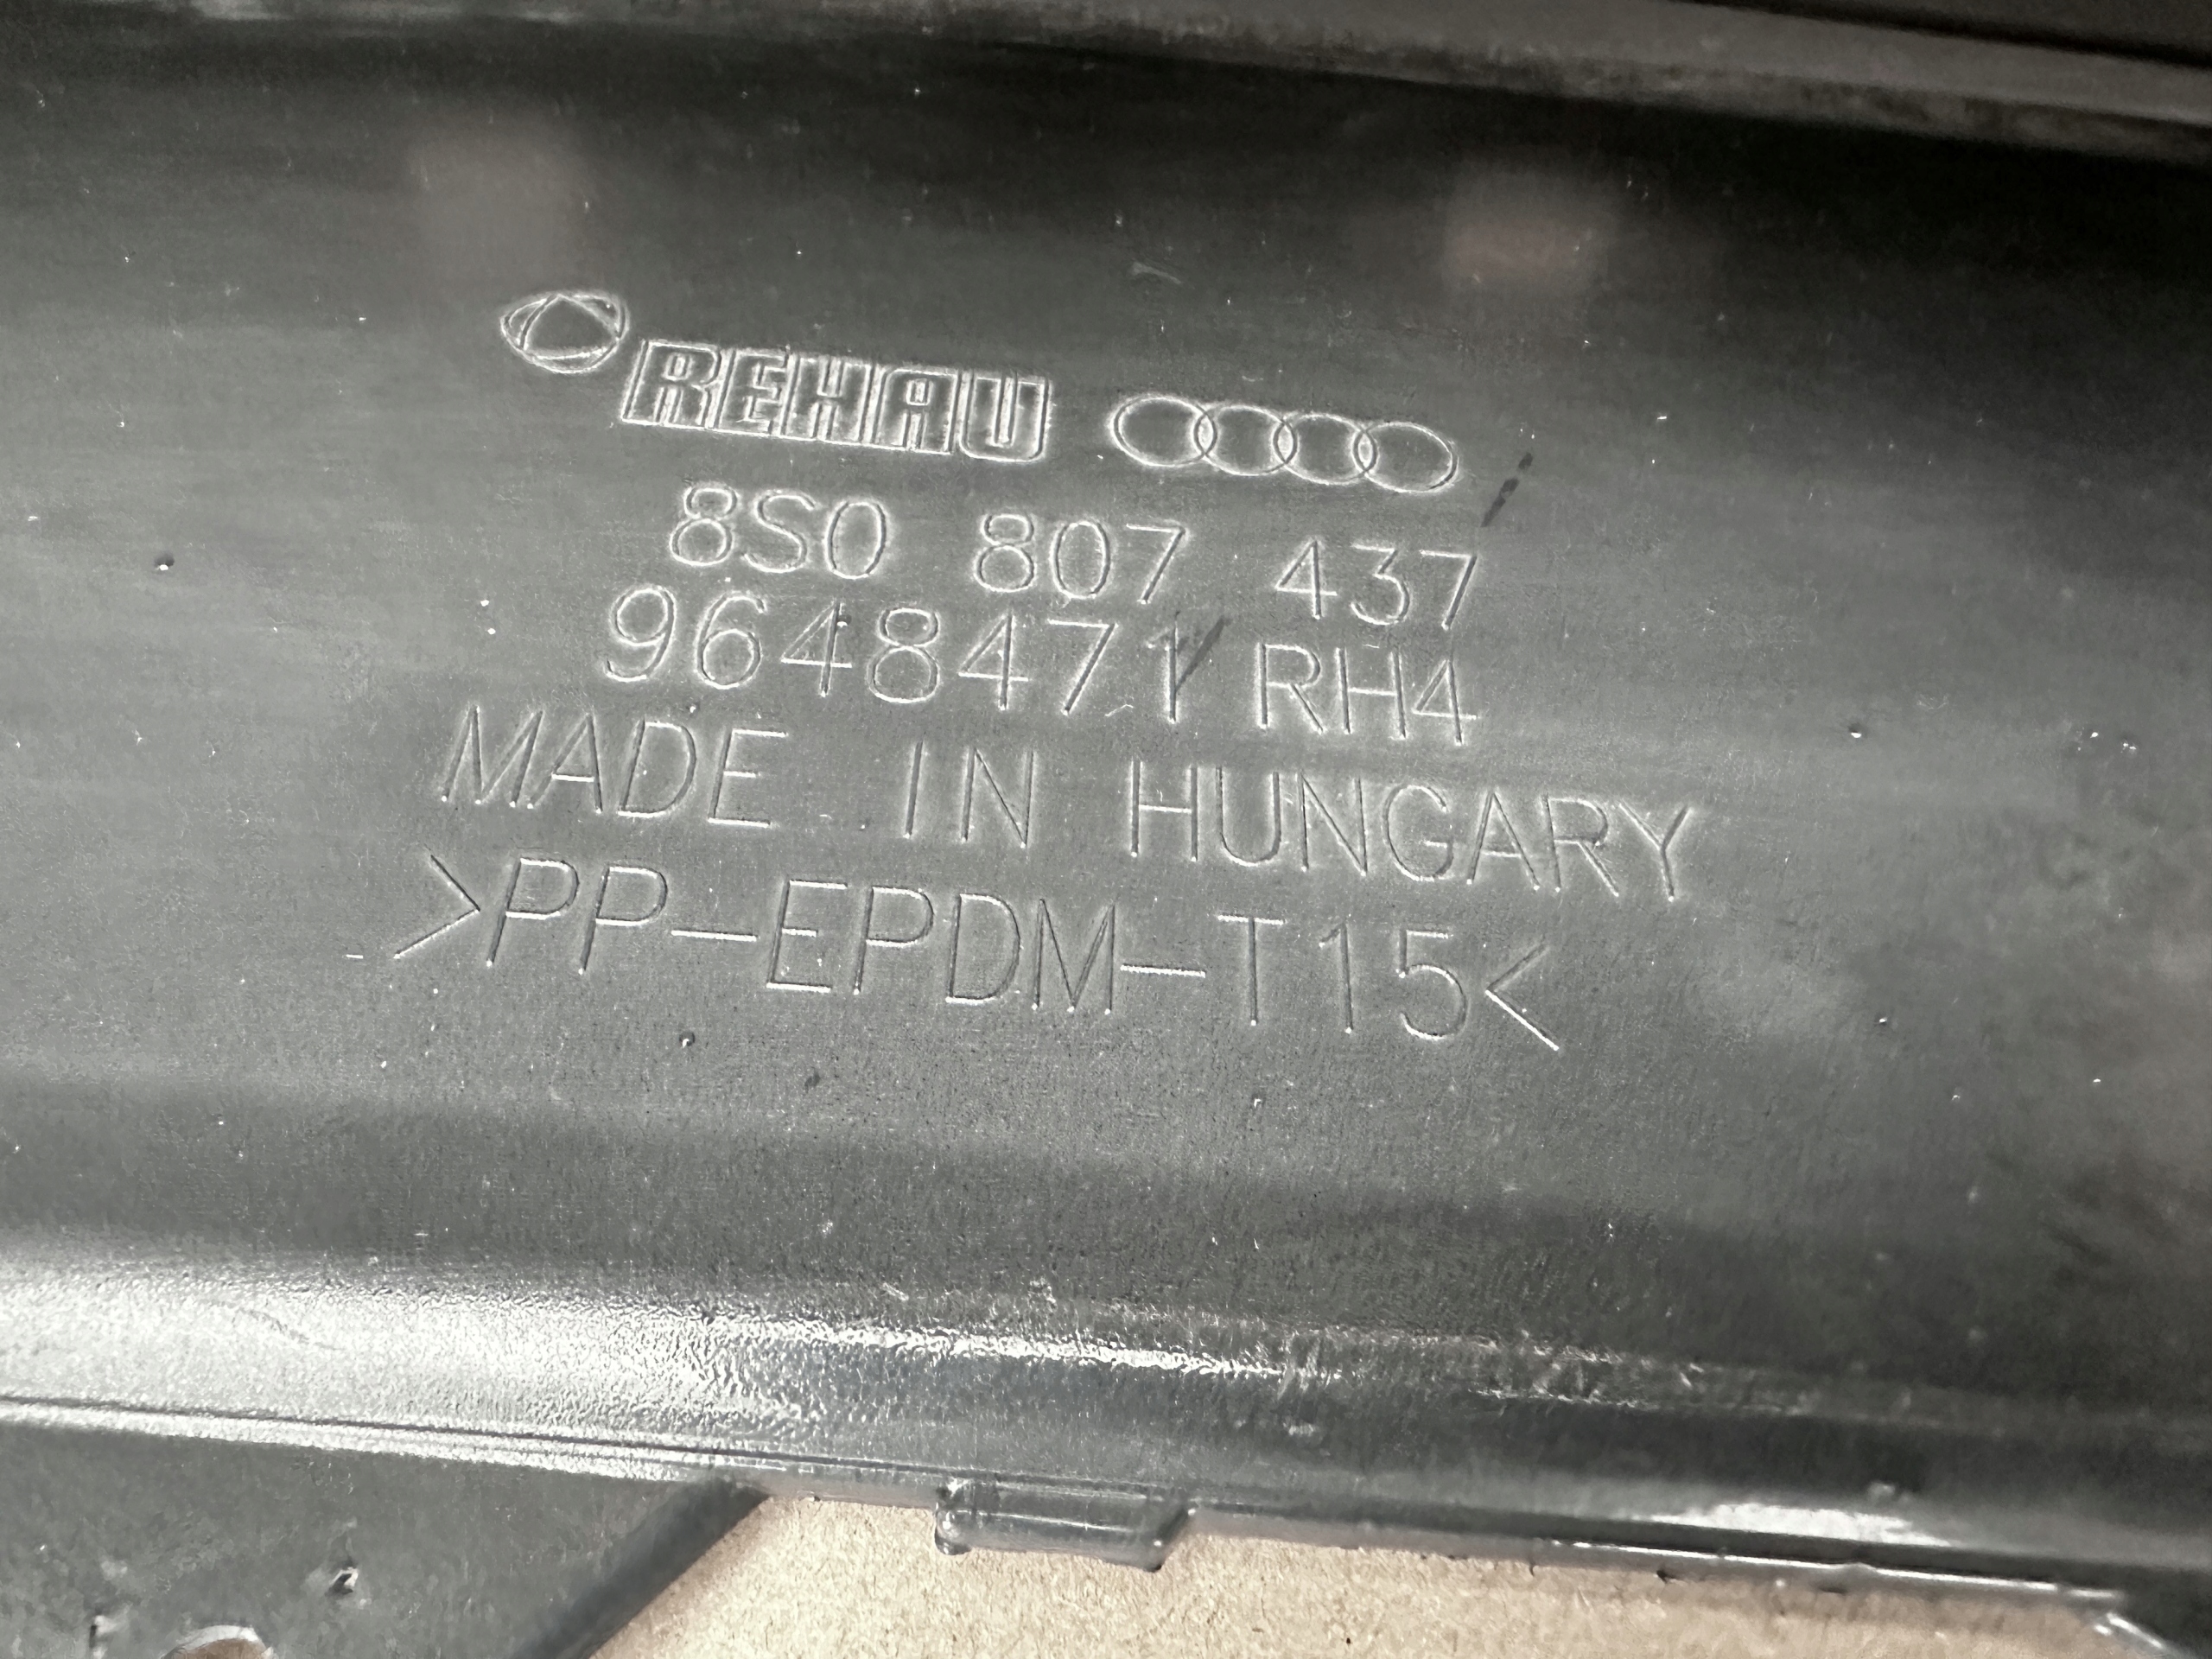 REHAU
8S0 807 437
9648471 RH4
MADE IN HUNGARY
>PP-EPDM-T15<